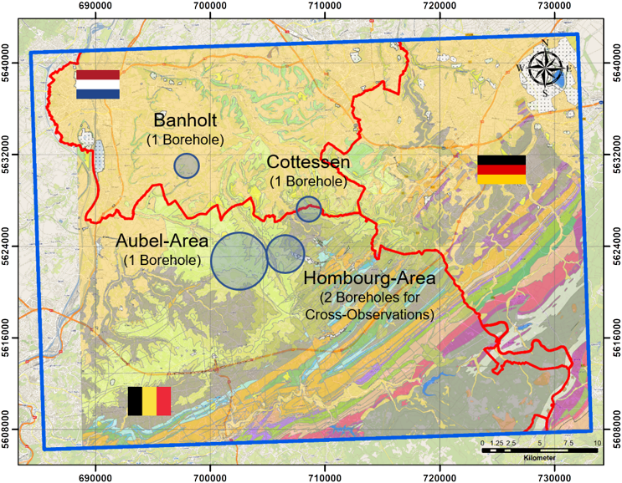 690000 700000 710000 720000 730000
5640000
5632000
5624000
5616000
5608000
N
W E
S
Banholt
(1 Borehole)
Cottessen
(1 Borehole)
Aubel-Area
(1 Borehole)
Hombourg-Area
(2 Boreholes for
Cross-Observations)
5640000
5632000
5624000
5616000
5608000
0 1.25 2.5 5 7.5 10
Kilometer
690000 700000 710000 720000 730000